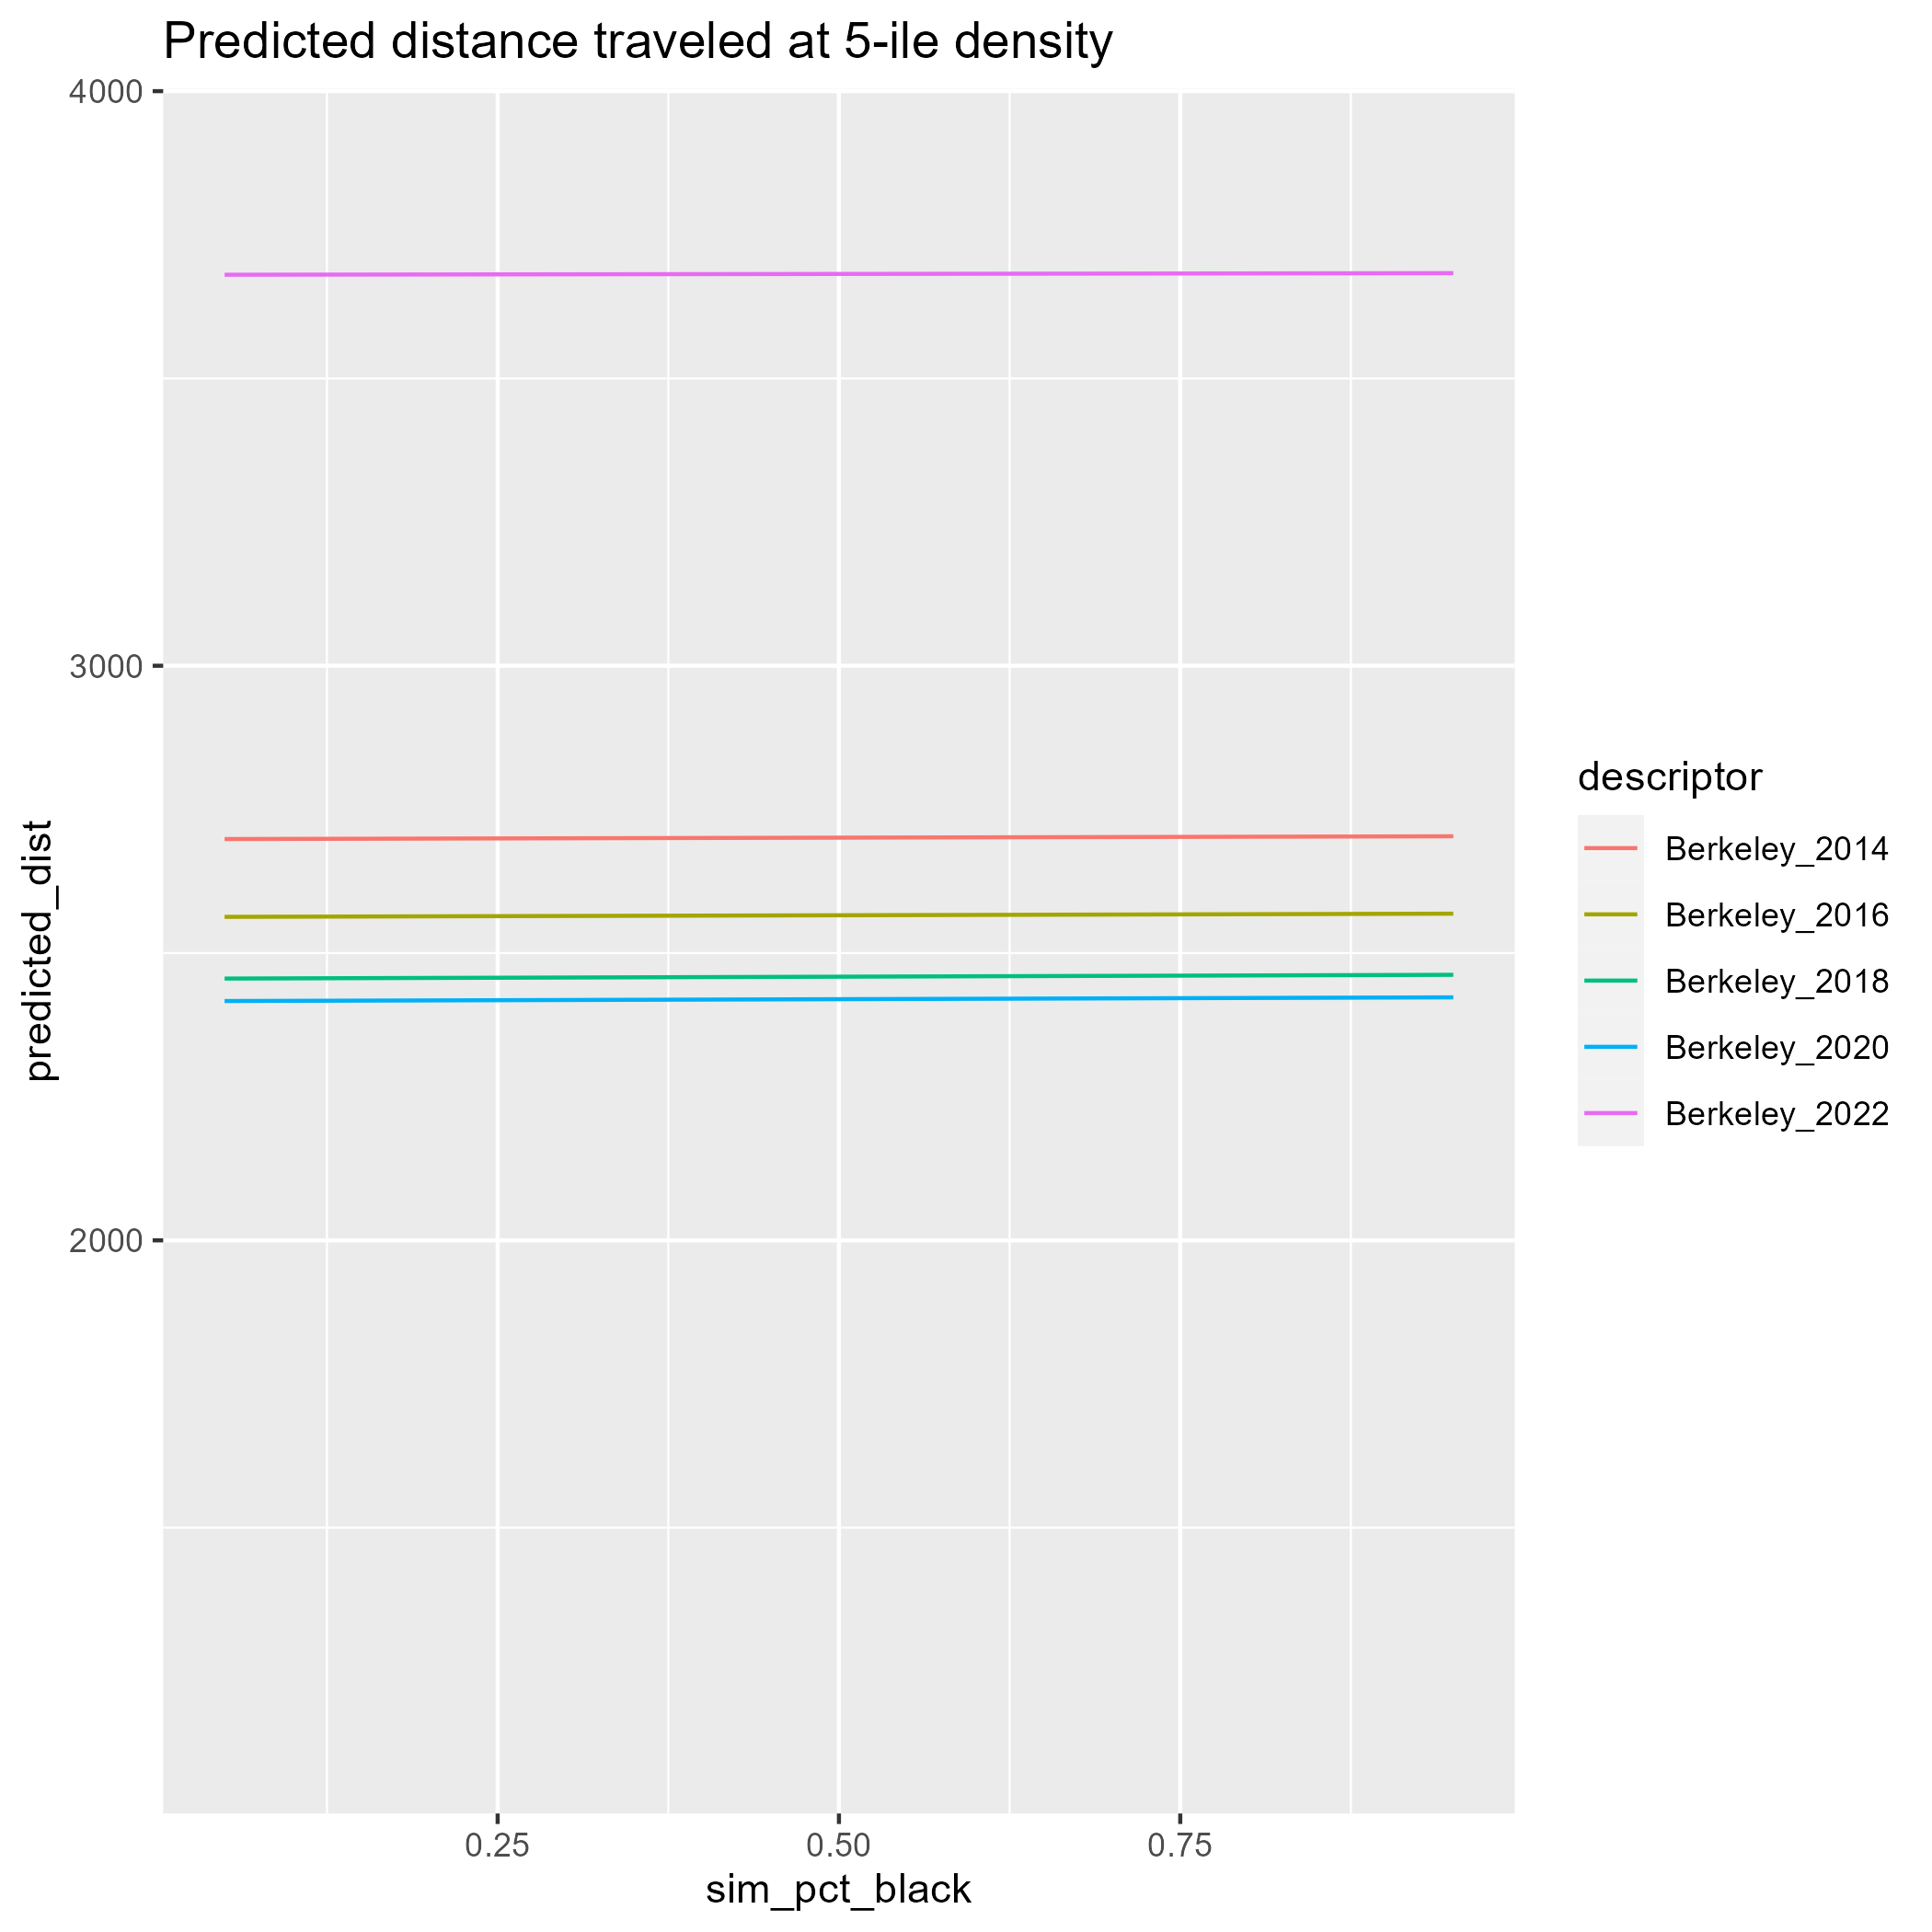 Predicted distance traveled at 5-ile density
4000
3000
2000
predicted_dist
0.25
0.50
0.75
sim_pct_black
descriptor
Berkeley_2014
Berkeley_2016
Berkeley_2018
Berkeley_2020
Berkeley_2022